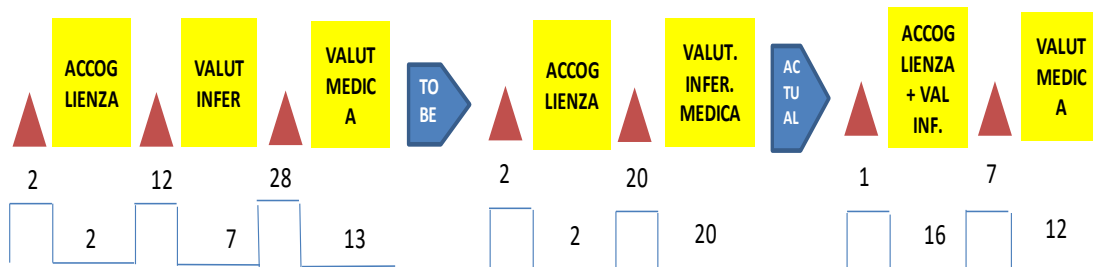 ACCOG
LIENZA
VALUT
INFER
VALUT
MEDIC
A
TO
BE
ACCOG
LIENZA
VALUT.
INFER.
MEDICA
AC
TU
AL
ACCOG
LIENZA
+ VAL
INF.
VALUT
MEDIC
A
2 12 28 2 20 1 7
2 7 13 2 20 16 12